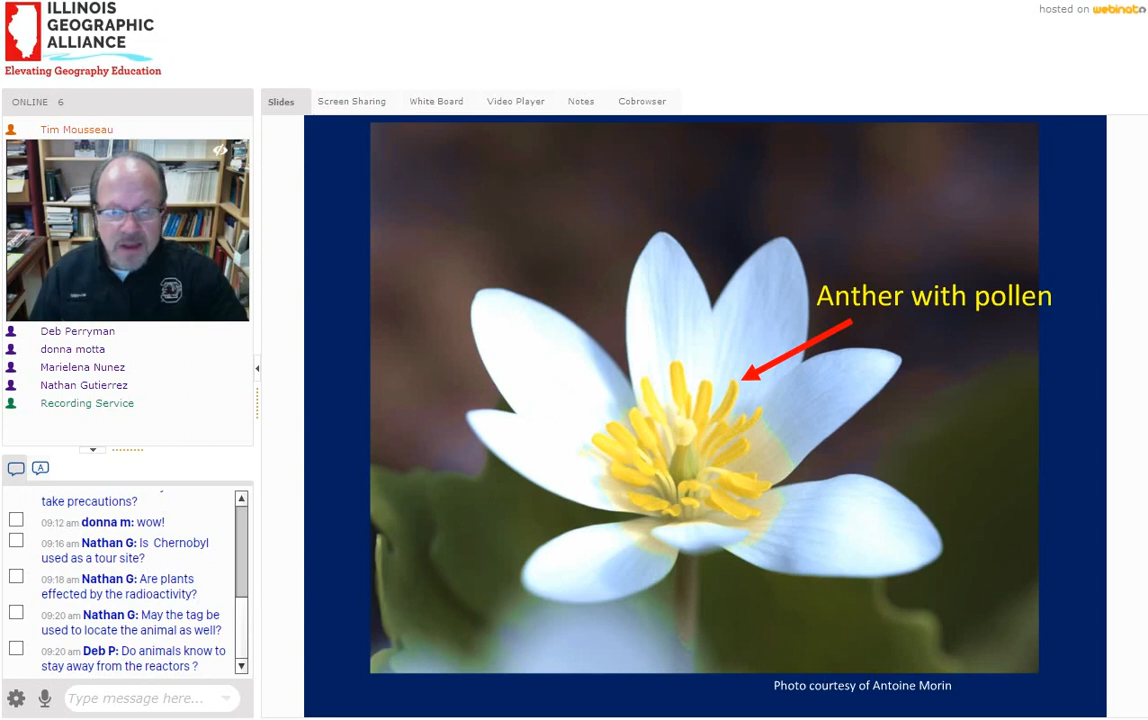 ILLINOIS
GEOGRAPHIC
ALLIANCE
Elevating Geography Education
hosted on webinato
ONLINE 6
Tim Mousseau
Deb Perryman
donna motta
Marielena Nunez
Nathan Gutierrez
Recording Service
take precautions?
09:12 am donna m: wow!
09:16 am Nathan G: Is Chernobyl
used as a tour site?
09:18 am Nathan G: Are plants
effected by the radioactivity?
09:20 am Nathan G: May the tag be
used to locate the animal as well?
09:20 am Deb P: Do animals know to
stay away from the reactors ?
Type message here...
Slides Screen Sharing White Board Video Player Notes Cobrowser
Anther with pollen
Photo courtesy of Antoine Morin